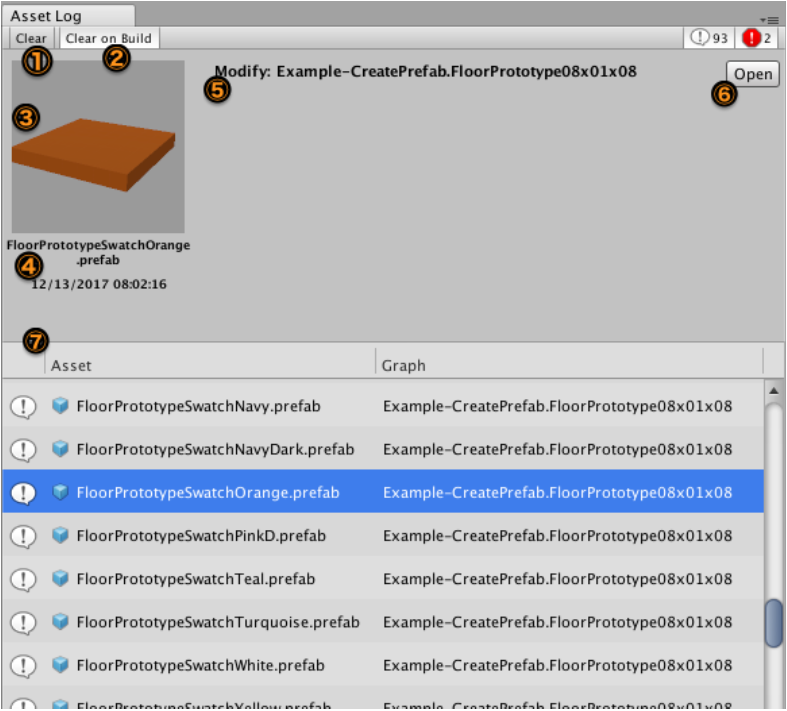 Asset Log
Clear
Clear on Build
93
2
1
2
Modify: Example-CreatePrefab.FloorPrototype08x01x08
Open
5
6
3
FloorPrototypeSwatchOrange
.prefab
4
12/13/2017 08:02:16
7
Asset Graph
FloorPrototypeSwatchNavy.prefab Example-CreatePrefab.FloorPrototype08x01x08
FloorPrototypeSwatchNavyDark.prefab Example-CreatePrefab.FloorPrototype08x01x08
FloorPrototypeSwatchOrange.prefab Example-CreatePrefab.FloorPrototype08x01x08
FloorPrototypeSwatchPinkD.prefab Example-CreatePrefab.FloorPrototype08x01x08
FloorPrototypeSwatchTeal.prefab Example-CreatePrefab.FloorPrototype08x01x08
FloorPrototypeSwatchTurquoise.prefab Example-CreatePrefab.FloorPrototype08x01x08
FloorPrototypeSwatchWhite.prefab Example-CreatePrefab.FloorPrototype08x01x08
FloorPrototypeSwatchYellow.prefab Example-CreatePrefab.FloorPrototype08x01x08